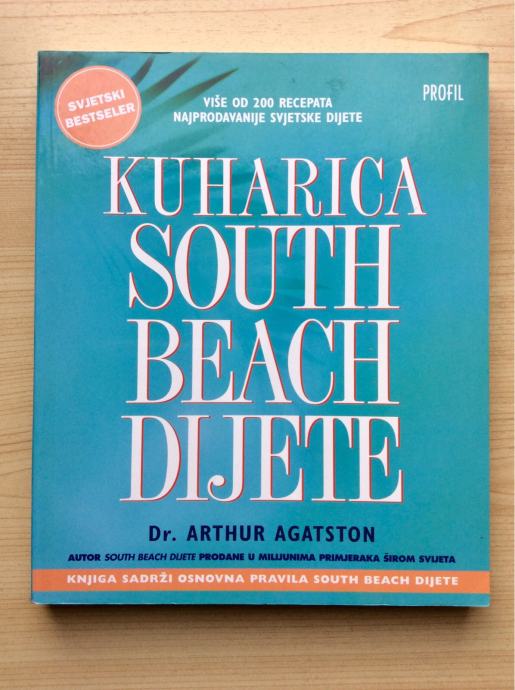 SVJETSKI
BESTSELER
VIŠE OD 200 RECEPATA
NAJPRODAVANIJE SVJETSKE DIJETE
PROFIL
KUHARICA
SOUTH
BEACH
DIJETE
Dr. ARTHUR AGATSTON
AUTOR SOUTH BEACH DIJETE PRODANE U MILIJUNIMA PRIMJERAKA ŠIROM SVIJETA
KNJIGA SADRŽI OSNOVNA PRAVILA SOUTH BEACH DIJETE